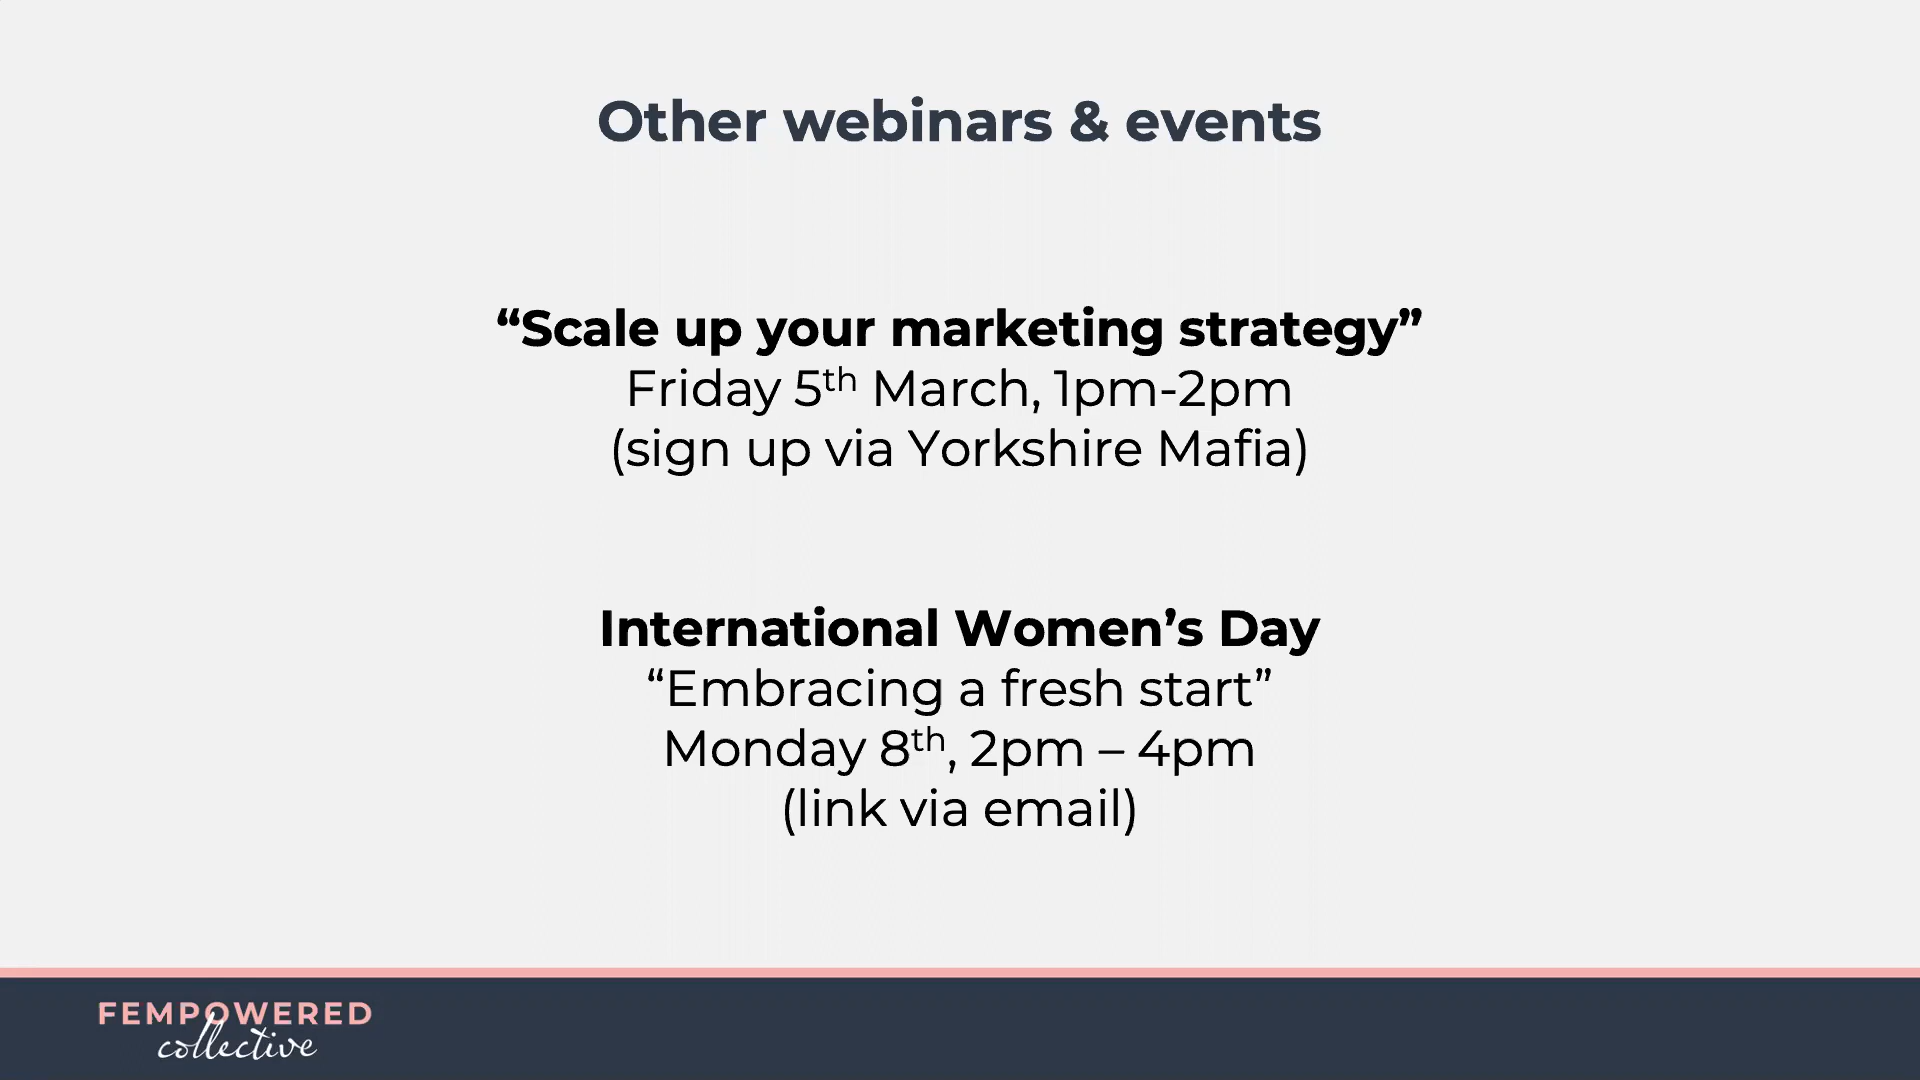 Other webinars & events
“Scale up your marketing strategy”
Friday 5th March, 1pm-2pm
(sign up via Yorkshire Mafia)
International Women’s Day
“Embracing a fresh start”
Monday 8th, 2pm – 4pm
(link via email)
FEMPOWERED
collective